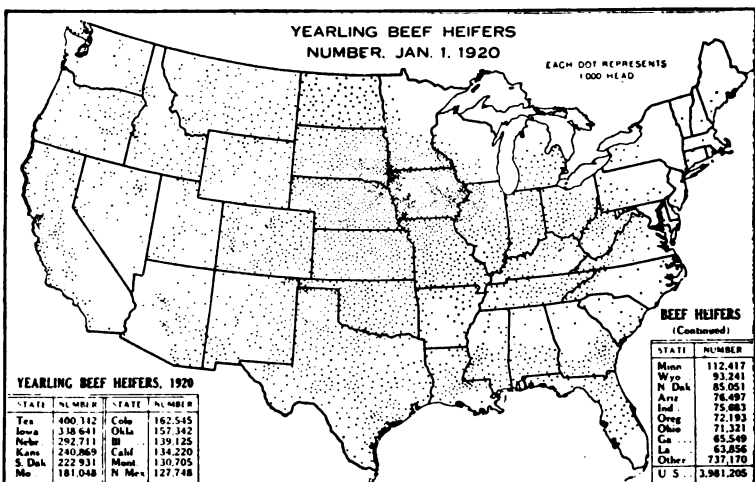 YEARLING BEEF HEIFERS
NUMBER, JAN. 1, 1920
EACH DOT REPRESENTS
1000 HEAD
YEARLING BEEF HEIFERS, 1920
STATE NUMBER STATE NUMBER
Tex 400,342 Colo 162,545
Iowa 338,641 Okla 157,342
Nebr 292,711 Ill 139,125
Kans 240,869 Calif 134,220
S. Dak 222,931 Mont 130,705
Mo 181,048 N Mex 127,748
BEEF HEIFERS
(Continued)
STATE NUMBER
Minn 112,417
Wyo 93,241
N Dak 85,051
Ariz 76,497
Ind 75,683
Oreg 72,193
Ohio 71,321
Ga 65,549
La 63,856
Other 737,170
U S 3,981,205